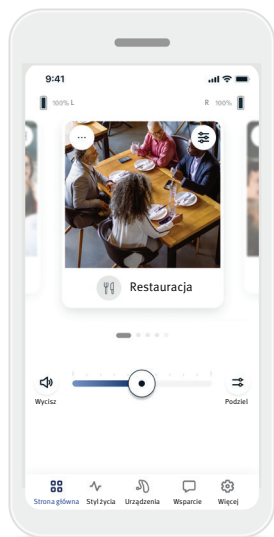 9:41
100% L
R 100%
Restauracja
Wycisz
Podziel
Strona główna Styl życia Urządzenia Wsparcie Więcej